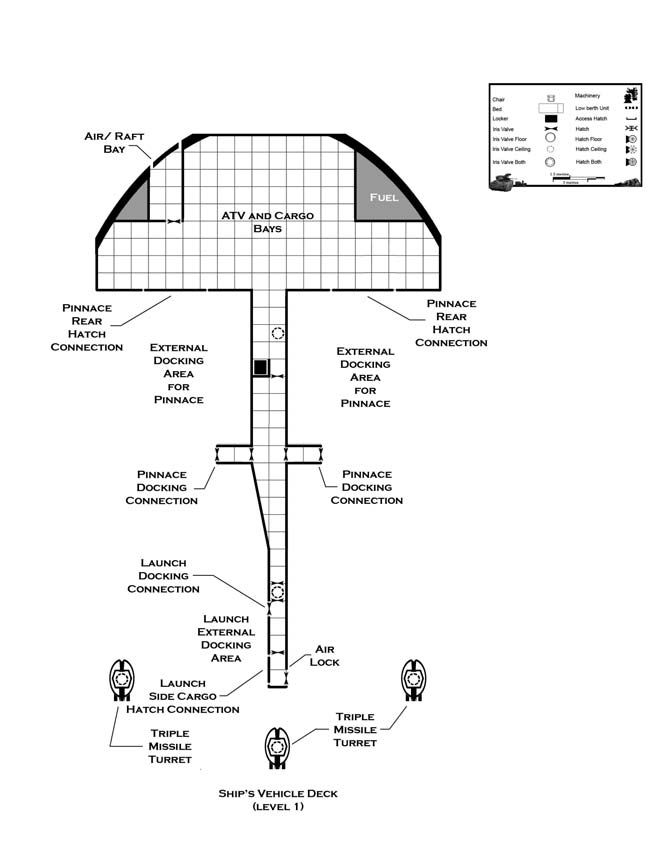 Chair
Bed
Locker
Iris Valve
Iris Valve Floor
Iris Valve Ceiling
Iris Valve Both
Machinery
Low berth Unit
Access Hatch
Hatch
Hatch Floor
Hatch Ceiling
Hatch Both
1.5 metres
3 metres
Air/ Raft
Bay
Fuel
ATV and Cargo
Bays
Pinnace
Rear
Hatch
Connection
Pinnace
Rear
Hatch
Connection
External
Docking
Area
for
Pinnace
External
Docking
Area
for
Pinnace
Pinnace
Docking
Connection
Pinnace
Docking
Connection
Launch
Docking
Connection
Launch
External
Docking
Area
Air
Lock
Launch
Side Cargo
Hatch Connection
Triple
Missile
Turret
Triple
Missile
Turret
Ship's Vehicle Deck
(level 1)